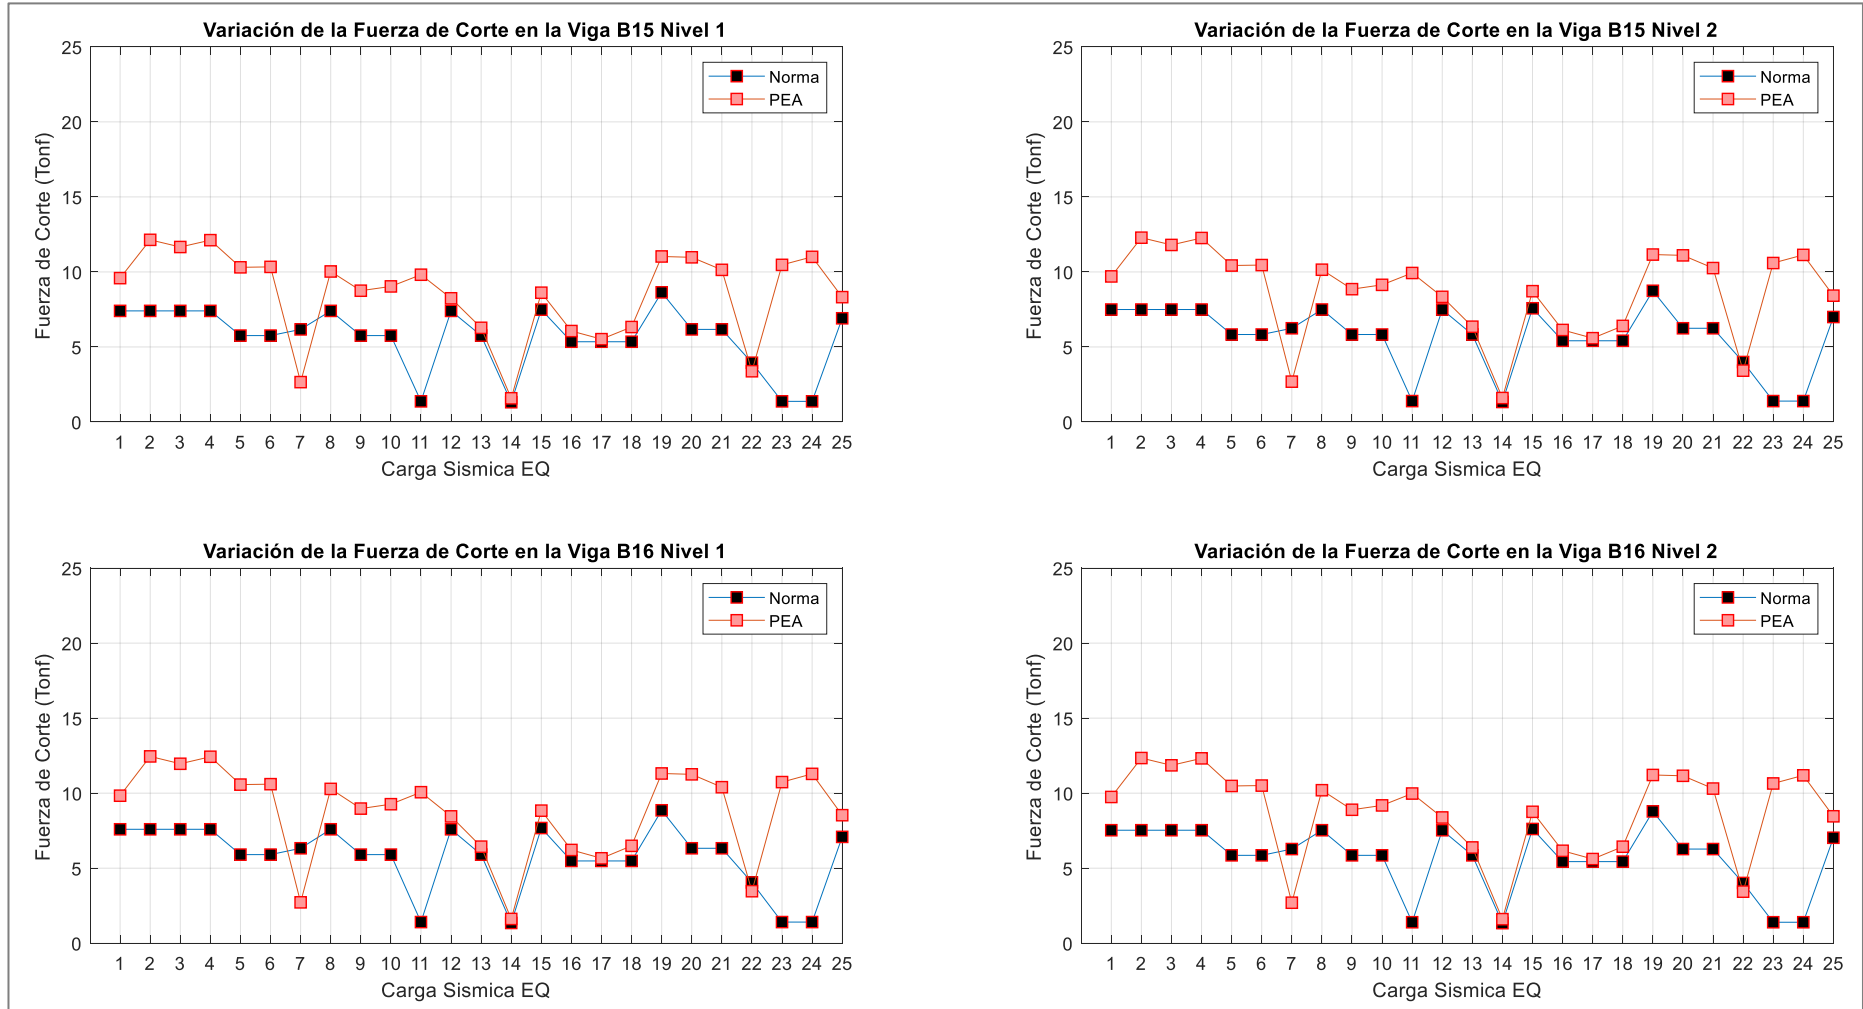 Variación de la Fuerza de Corte en la Viga B15 Nivel 1
25
20
15
10
5
0
Fuerza de Corte (Tonf)
Norma
PEA
1 2 3 4 5 6 7 8 9 10 11 12 13 14 15 16 17 18 19 20 21 22 23 24 25
Carga Sismica EQ
Variación de la Fuerza de Corte en la Viga B15 Nivel 2
25
20
15
10
5
0
Fuerza de Corte (Tonf)
Norma
PEA
1 2 3 4 5 6 7 8 9 10 11 12 13 14 15 16 17 18 19 20 21 22 23 24 25
Carga Sismica EQ
Variación de la Fuerza de Corte en la Viga B16 Nivel 1
25
20
15
10
5
0
Fuerza de Corte (Tonf)
Norma
PEA
1 2 3 4 5 6 7 8 9 10 11 12 13 14 15 16 17 18 19 20 21 22 23 24 25
Carga Sismica EQ
Variación de la Fuerza de Corte en la Viga B16 Nivel 2
25
20
15
10
5
0
Fuerza de Corte (Tonf)
Norma
PEA
1 2 3 4 5 6 7 8 9 10 11 12 13 14 15 16 17 18 19 20 21 22 23 24 25
Carga Sismica EQ